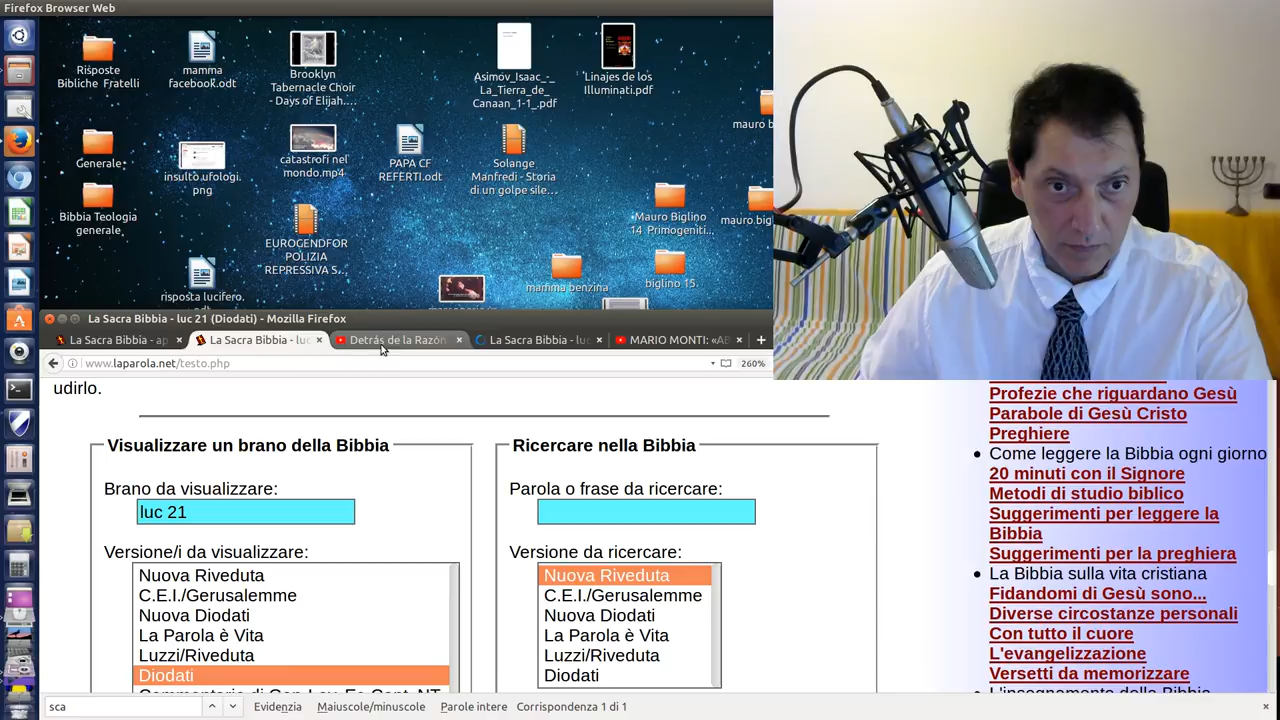 Firefox Browser Web
Risposte
Bibliche Fratelli
mamma
facebook.odt
Brooklyn
Tabernacle Choir
- Days of Elijah....
Asimov_Isaac_-_
La_Tierra_de_
Canaan_1-1_.pdf
Linajes de los
Illuminati.pdf
mauro b
Generale
insulto.ufologi.
png
catastrofi nel
mondo.mp4
PAPA CF
REFERTI.odt
Solange
Manfredi - Storia
di un golpe sile...
Bibbia Teologia
generale
EUROGENDFOR
POLIZIA
REPRESSIVA S...
Mauro Biglino
14 Primogeniti...
mauro.big
risposta lucifero.
mamma benzina
biglino 15.
La Sacra Bibbia - luc 21 (Diodati) - Mozilla Firefox
La Sacra Bibbia - ap
La Sacra Bibbia - luc
Detrás de la Razón
La Sacra Bibbia - luc
MARIO MONTI: «AB
www.laparola.net/testo.php
260%
udirlo.
Visualizzare un brano della Bibbia
Brano da visualizzare:
luc 21
Versione/i da visualizzare:
Nuova Riveduta
C.E.I./Gerusalemme
Nuova Diodati
La Parola è Vita
Luzzi/Riveduta
Diodati
Ricercare nella Bibbia
Parola o frase da ricercare:
Versione da ricercare:
Nuova Riveduta
C.E.I./Gerusalemme
Nuova Diodati
La Parola è Vita
Luzzi/Riveduta
Diodati
Profezie che riguardano Gesù
Parabole di Gesù Cristo
Preghiere
Come leggere la Bibbia ogni giorno
20 minuti con il Signore
Metodi di studio biblico
Suggerimenti per leggere la
Bibbia
Suggerimenti per la preghiera
La Bibbia sulla vita cristiana
Fidandomi di Gesù sono...
Diverse circostanze personali
Con tutto il cuore
L'evangelizzazione
Versetti da memorizzare
sca
Evidenzia
Maiuscole/minuscole
Parole intere
Corrispondenza 1 di 1